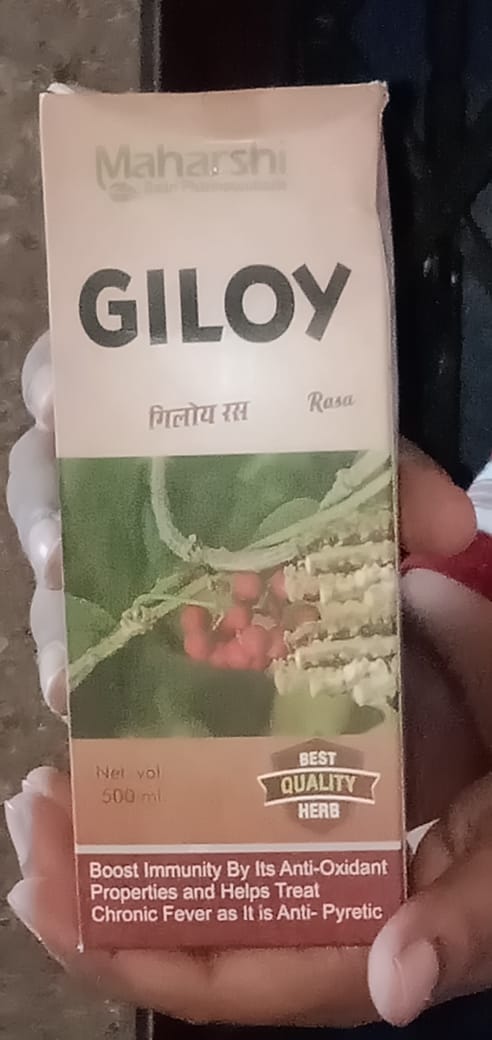 Maharshi
GILOY
गिलोय रस
Rasa
Net vol
500 ml
BEST
QUALITY
HERB
Boost Immunity By Its Anti-Oxidant
Properties and Helps Treat
Chronic Fever as It is Anti- Pyretic